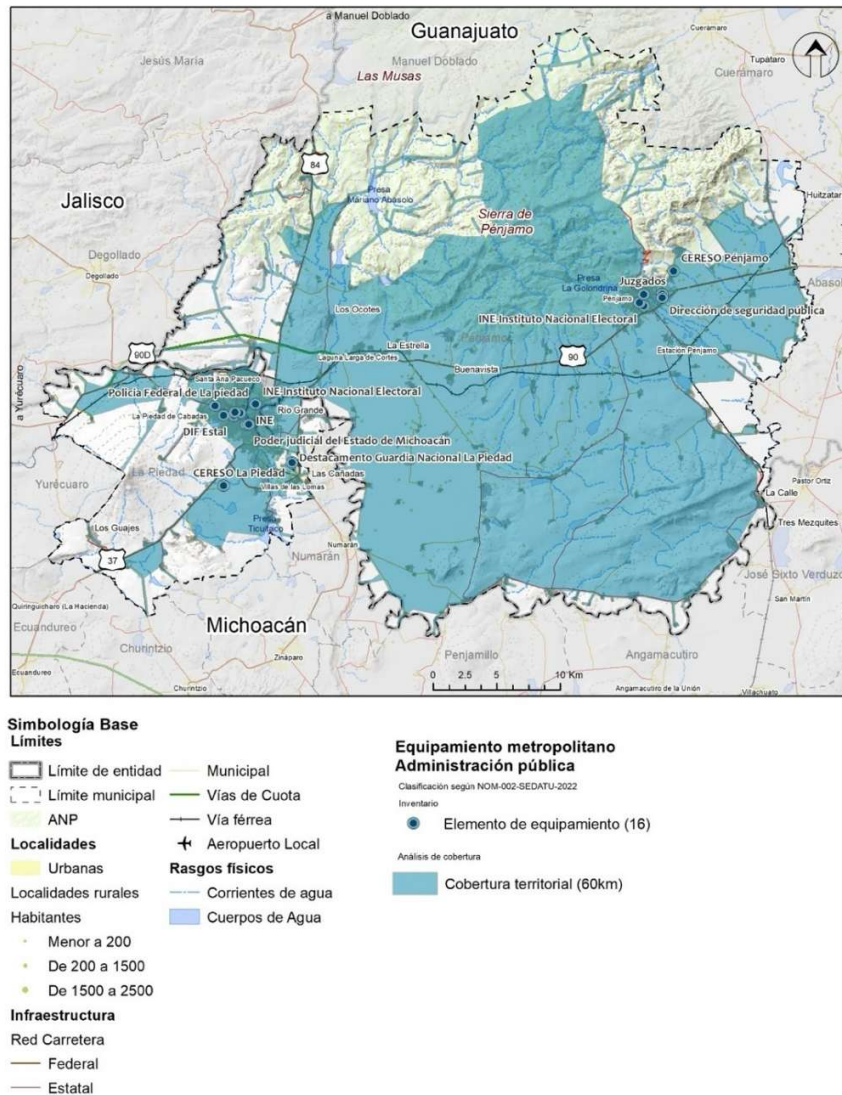 a Manuel Doblado
Guanajuato
Cuerámaro
Jesús María
Manuel Doblado
Tupátaro
Las Musas
Cuerámaro
84
Jalisco
Presa
Mariano Abasolo
Huitzatar
Sierra de
Pénjamo
Degollado
CERESO Pénjamo
Degollado
Presa
La Golondrina
Juzgados
Abasol
Pénjamo
Los Ocotes
INE-Instituto Nacional Electoral
Dirección de seguridad pública
La Estrella
Pénjamo
90D
Laguna Larga de Cortés
90
Estación Pénjamo
a Yurécuaro
Buenavista
Santa Ana Pacueco
Policia Federal de La piedad
INE-Instituto Nacional Electoral
La Piedad de Cabadas
Rio Grande
INE
DIF Estal
Poder judicial del Estado de Michoacán
Destacamento Guardia Nacional La Piedad
La Piedad
CERESO La Piedad
Las Cañadas
Yurécuaro
Villas de las Lomas
Pastor Ortiz
La Calle
Los Guajes
Presa
Ticuítaco
Tres Mezquites
37
Numarán
Numarán
José Sixto Verduzo
Quiringuicharo (La Hacienda)
San Martín
Michoacán
Ecuandureo
Churintzio
Zináparo
Penjamillo
Angamacutiro
Ecuandureo
0 2.5 5 10 Km
Churintzio
Angamacutiro de la Unión
Villachuato
Simbología Base
Límites
Límite de entidad
Límite municipal
ANP
Localidades
Urbanas
Localidades rurales
Habitantes
Menor a 200
De 200 a 1500
De 1500 a 2500
Infraestructura
Red Carretera
Federal
Estatal
Municipal
Vías de Cuota
Vía férrea
Aeropuerto Local
Rasgos físicos
Corrientes de agua
Cuerpos de Agua
Equipamiento metropolitano
Administración pública
Clasificación según NOM-002-SEDATU-2022
Inventario
Elemento de equipamiento (16)
Análisis de cobertura
Cobertura territorial (60km)